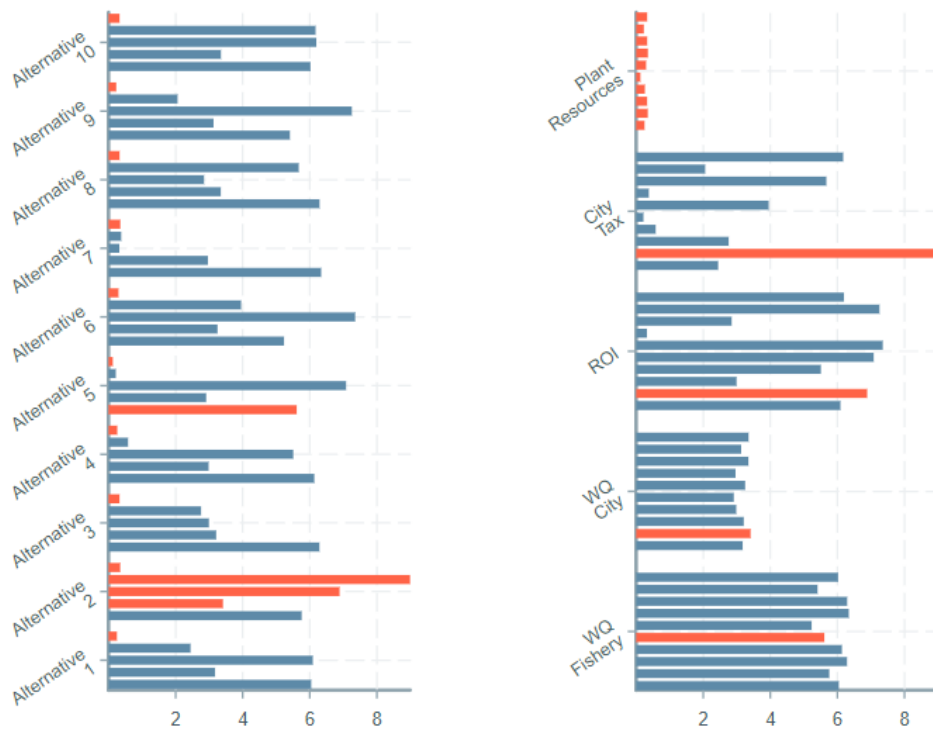 Alternative
10
Alternative
9
Alternative
8
Alternative
7
Alternative
6
Alternative
5
Alternative
4
Alternative
3
Alternative
2
Alternative
1
2 4 6 8
Plant
Resources
City
Tax
ROI
WQ
City
WQ
Fishery
2 4 6 8